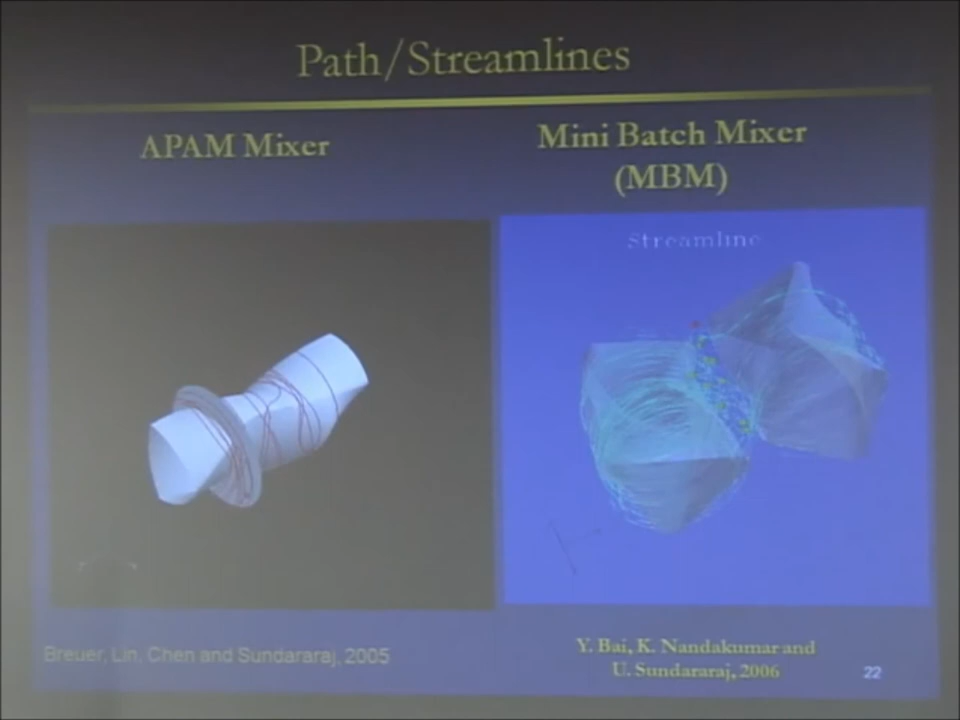 Path/Streamlines
APAM Mixer
Mini Batch Mixer
(MBM)
Streamline
Breuer, Lin, Chen and Sundararaj, 2005
Y. Bai, K. Nandakumar and
U. Sundararaj, 2006
22